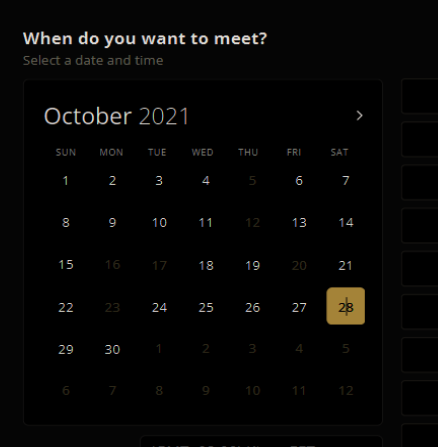 When do you want to meet?
Select a date and time
October 2021
SUN MON TUE WED THU FRI SAT
1 2 3 4 5 6 7
8 9 10 11 12 13 14
15 16 17 18 19 20 21
22 23 24 25 26 27 28
29 30 1 2 3 4 5
6 7 8 9 10 11 12